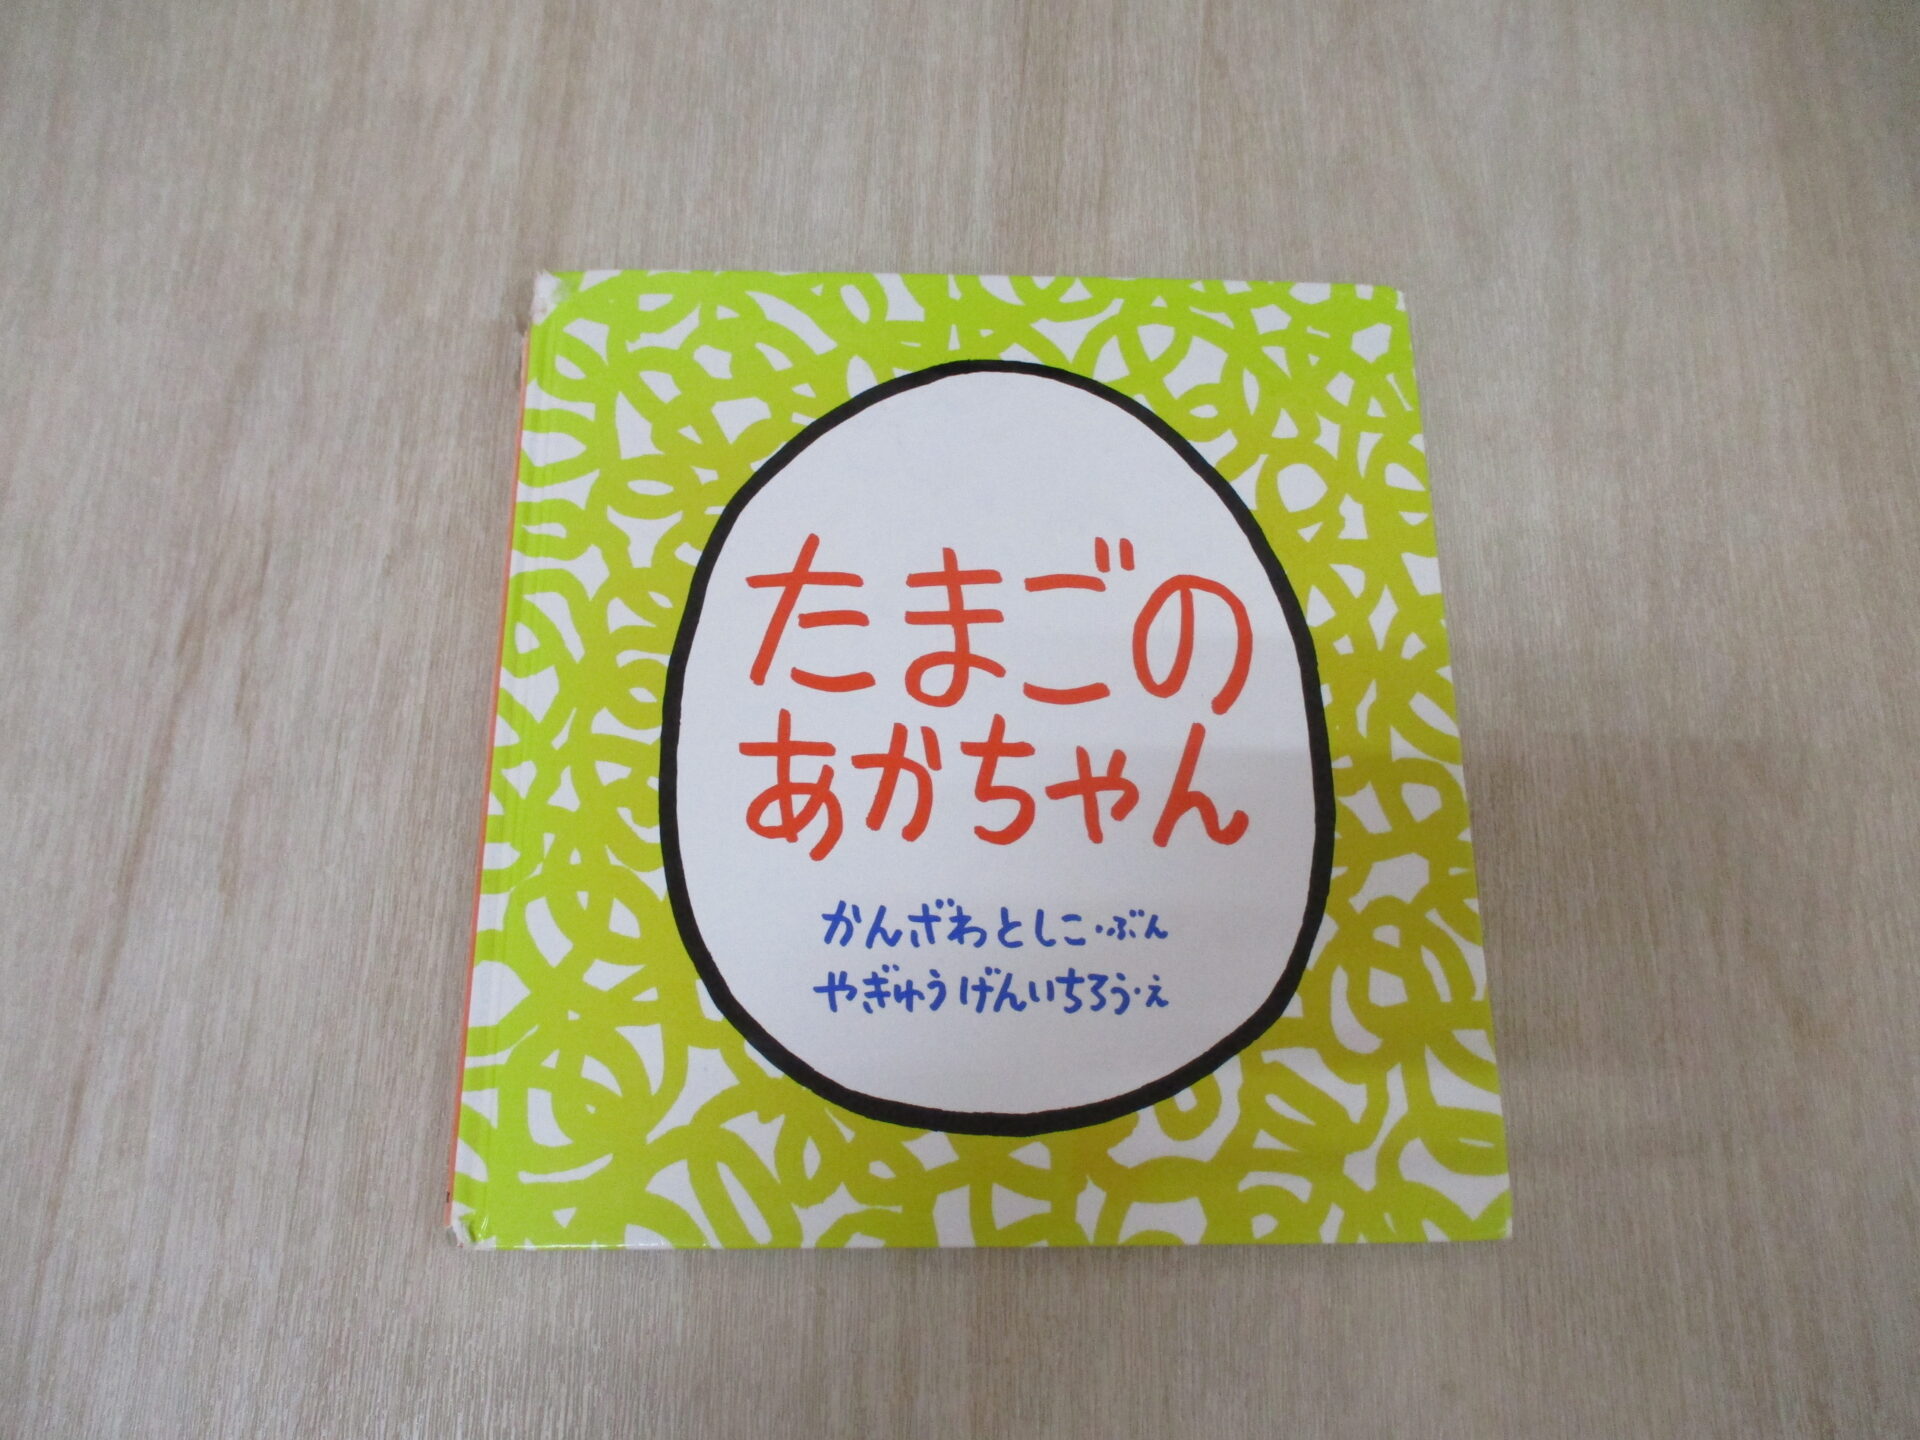 たまごの
あかちゃん
かんざわとしこ・ぶん
やぎゅうげんいちろう・え